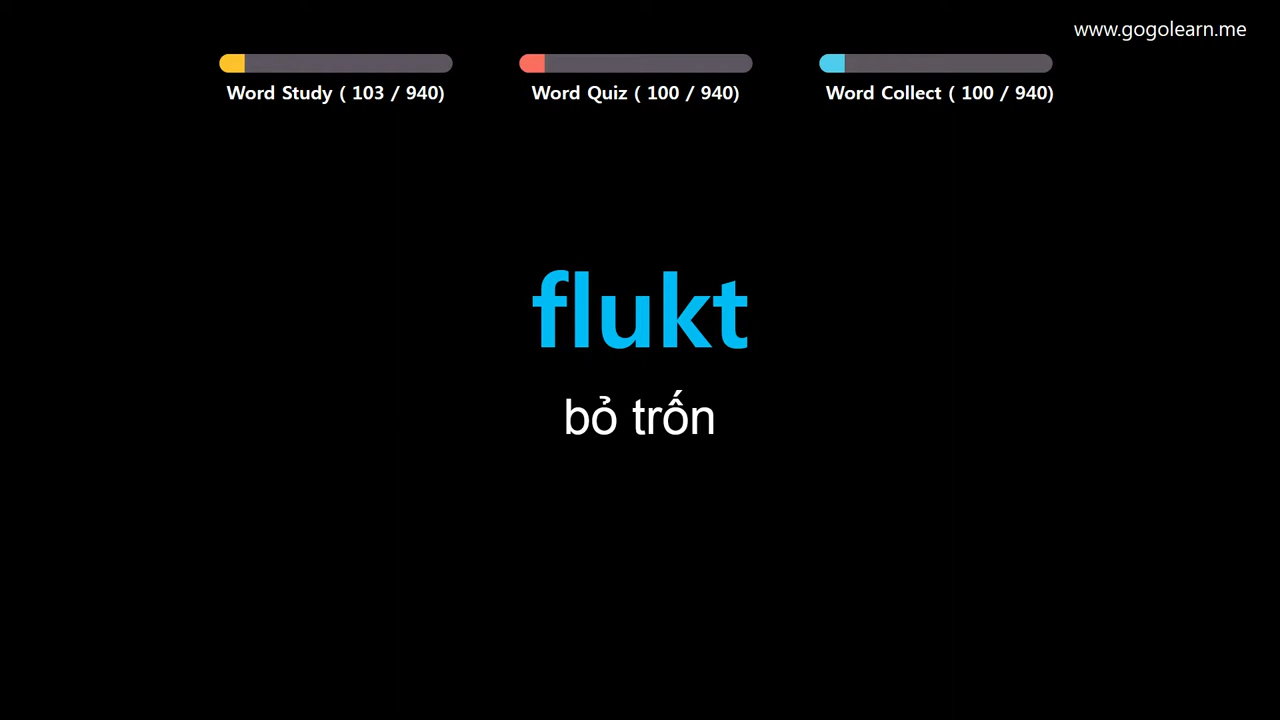 www.gogolearn.me
Word Study ( 103 / 940)
Word Quiz ( 100 / 940)
Word Collect ( 100 / 940)
flukt
bỏ trốn